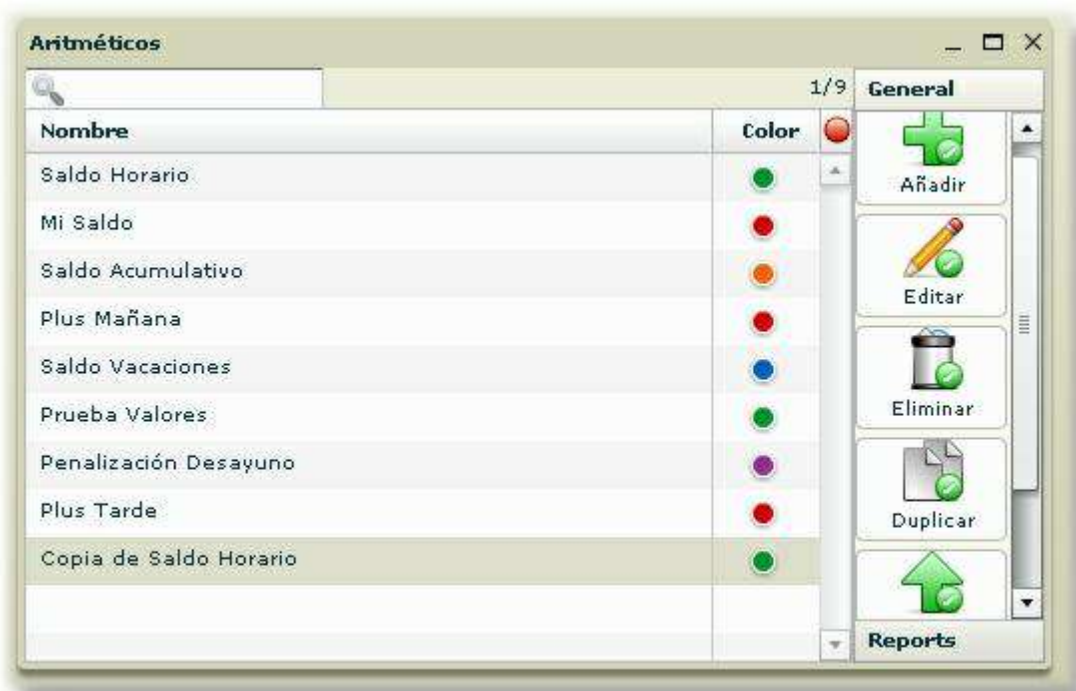 Aritméticos
1/9
General
Nombre
Color
Saldo Horario
Mi Saldo
Saldo Acumulativo
Plus Mañana
Saldo Vacaciones
Prueba Valores
Penalización Desayuno
Plus Tarde
Copia de Saldo Horario
Añadir
Editar
Eliminar
Duplicar
Reports